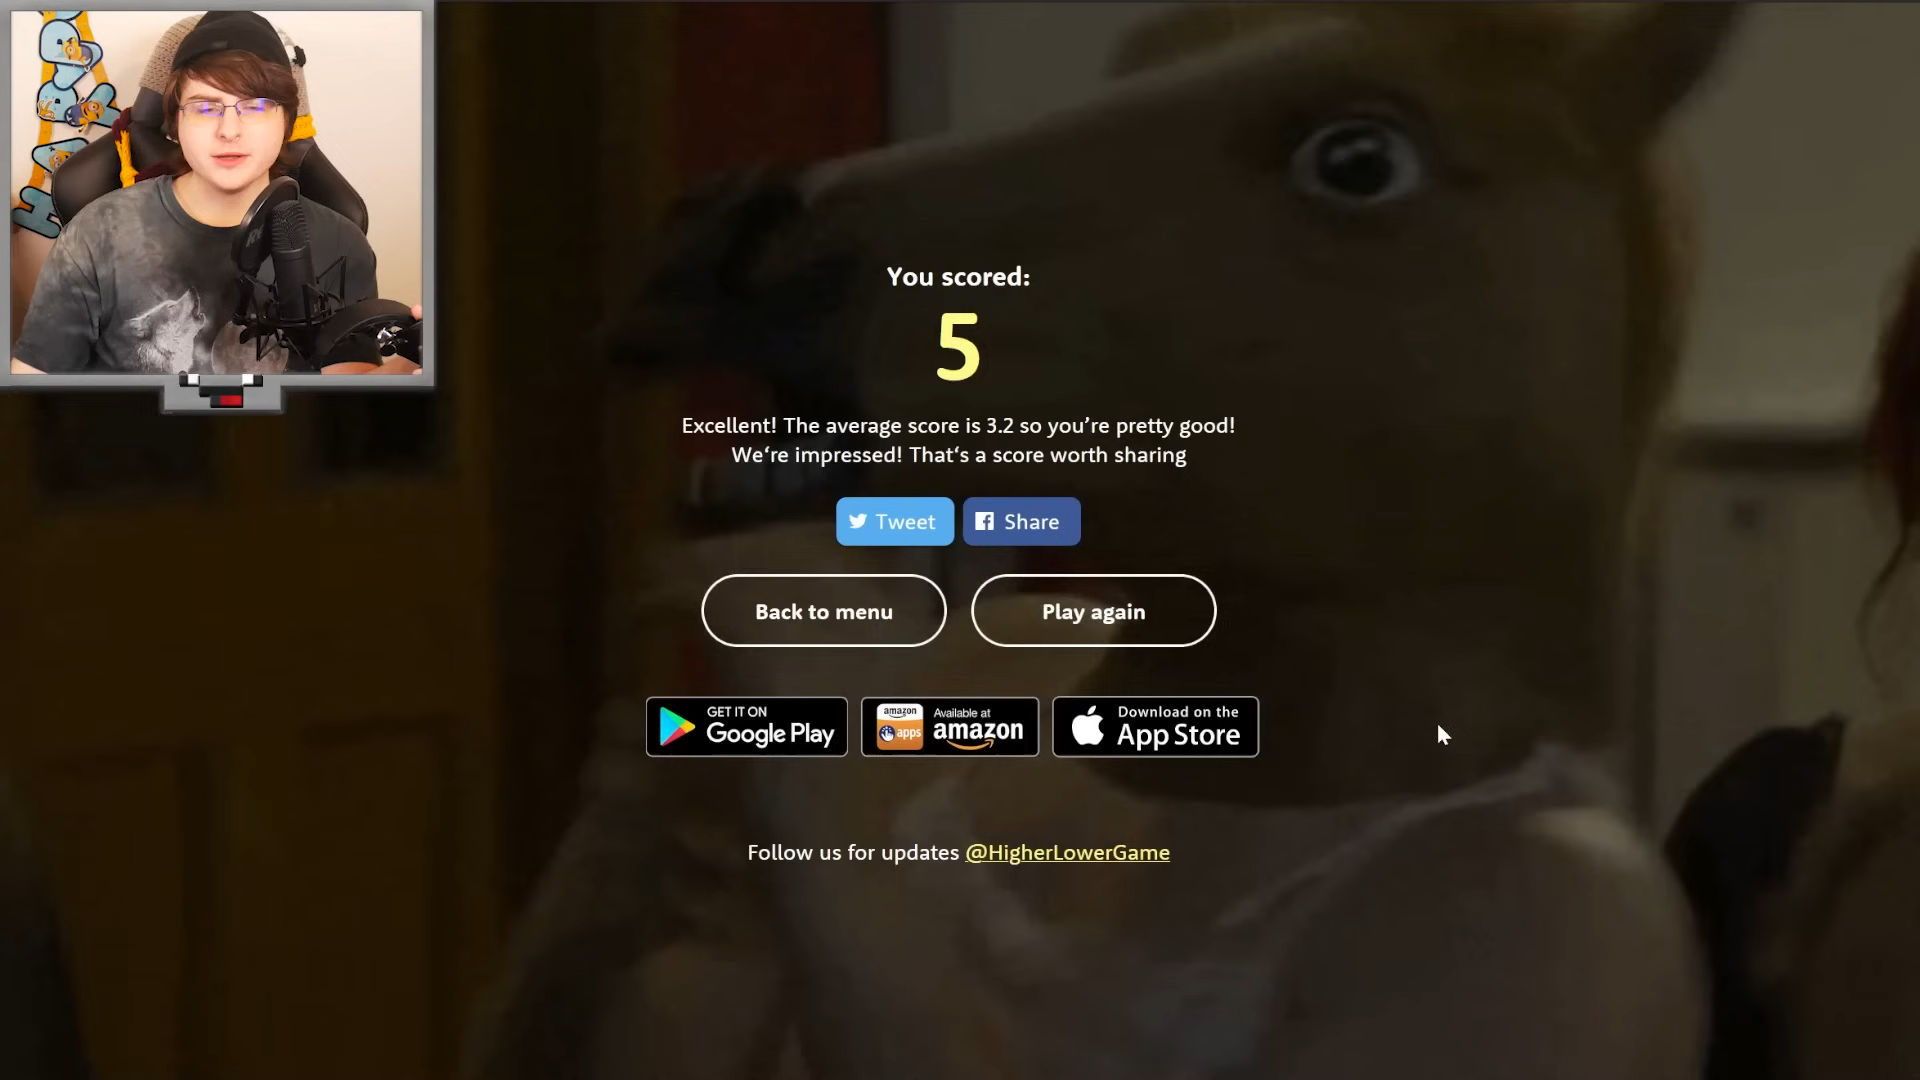 You scored:
5
Excellent! The average score is 3.2 so you’re pretty good!
We‘re impressed! That‘s a score worth sharing
Tweet
Share
Back to menu
Play again
GET IT ON
Google Play
amazon
apps
Available at
amazon
Download on the
App Store
Follow us for updates @HigherLowerGame